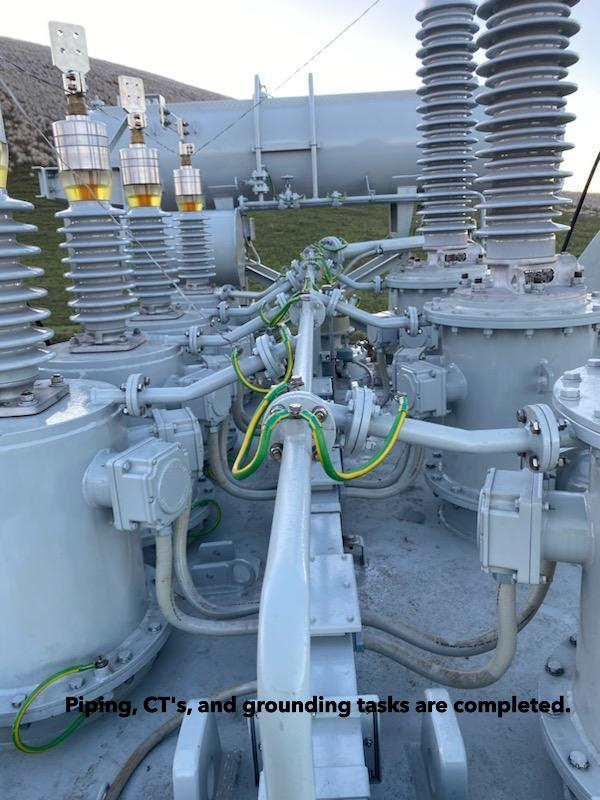 Piping, CT's, and grounding tasks are completed.